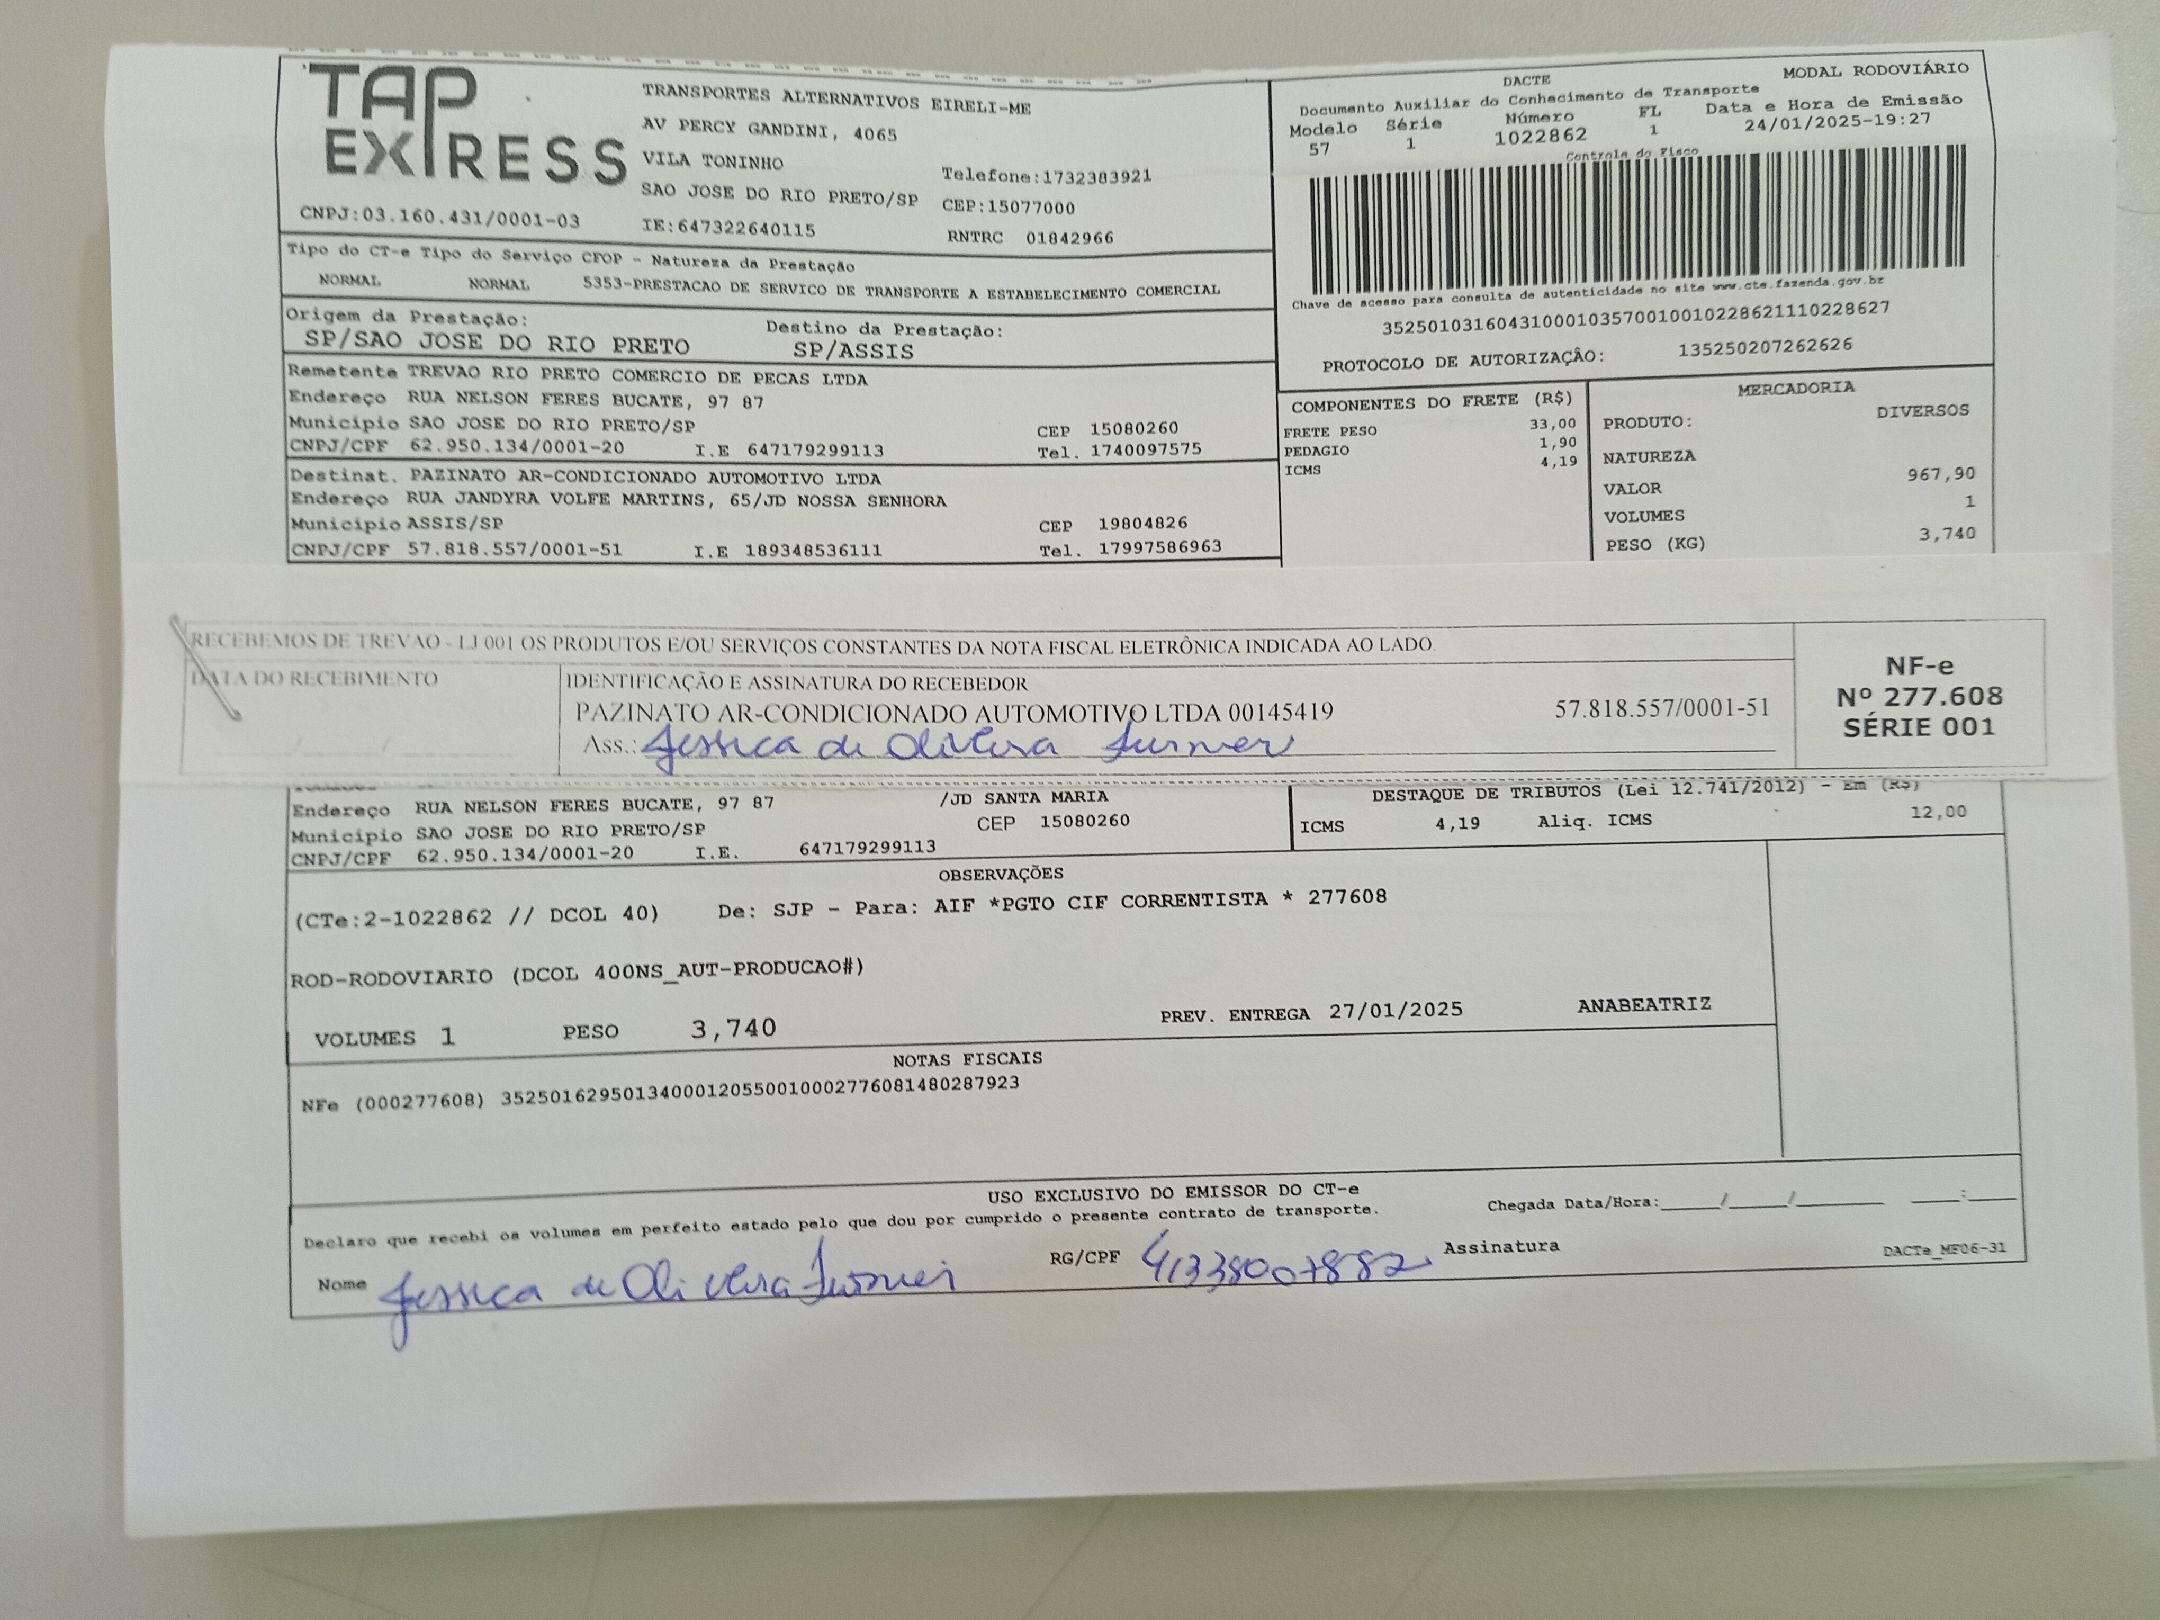 TAP EXPRESS
TRANSPORTES ALTERNATIVOS EIRELI-ME
AV PERCY GANDINI, 4065
VILA TONINHO
Telefone:1732383921
SAO JOSE DO RIO PRETO/SP CEP:15077000
CNPJ:03.160.431/0001-03 IE:647322640115 RNTRC 01842966
DACTE MODAL RODOVIÁRIO
Documento Auxiliar do Conhecimento de Transporte
Modelo Série Número FL Data e Hora de Emissão
57 1 1022862 1 24/01/2025-19:27
Controle do Fisco
Chave de acesso para consulta de autenticidade no site www.cte.fazenda.gov.br
35250103160431000103570010010228621110228627
PROTOCOLO DE AUTORIZAÇÂO: 135250207262626
Tipo do CT-e Tipo do Serviço CFOP - Natureza da Prestação
NORMAL NORMAL 5353-PRESTACAO DE SERVICO DE TRANSPORTE A ESTABELECIMENTO COMERCIAL
Origem da Prestação: Destino da Prestação:
SP/SAO JOSE DO RIO PRETO SP/ASSIS
Remetente TREVAO RIO PRETO COMERCIO DE PECAS LTDA
Endereço RUA NELSON FERES BUCATE, 97 87
Município SAO JOSE DO RIO PRETO/SP CEP 15080260
CNPJ/CPF 62.950.134/0001-20 I.E 647179299113 Tel. 1740097575
Destinat. PAZINATO AR-CONDICIONADO AUTOMOTIVO LTDA
Endereço RUA JANDYRA VOLFE MARTINS, 65/JD NOSSA SENHORA
Município ASSIS/SP CEP 19804826
CNPJ/CPF 57.818.557/0001-51 I.E 189348536111 Tel. 17997586963
COMPONENTES DO FRETE (R$)
FRETE PESO 33,00
PEDAGIO 1,90
ICMS 4,19
MERCADORIA
PRODUTO: DIVERSOS
NATUREZA
VALOR 967,90
VOLUMES 1
PESO (KG) 3,740
RECEBEMOS DE TREVAO - LJ 001 OS PRODUTOS E/OU SERVIÇOS CONSTANTES DA NOTA FISCAL ELETRÔNICA INDICADA AO LADO.
DATA DO RECEBIMENTO IDENTIFICAÇÃO E ASSINATURA DO RECEBEDOR
PAZINATO AR-CONDICIONADO AUTOMOTIVO LTDA 00145419 57.818.557/0001-51
/ / Ass.: Jessica de Oliveira
NF-e
Nº 277.608
SÉRIE 001
Endereço RUA NELSON FERES BUCATE, 97 87 /JD SANTA MARIA
Município SAO JOSE DO RIO PRETO/SP CEP 15080260
CNPJ/CPF 62.950.134/0001-20 I.E. 647179299113
DESTAQUE DE TRIBUTOS (Lei 12.741/2012) - Em (R$)
ICMS 4,19 Aliq. ICMS 12,00
OBSERVAÇÕES
(CTe:2-1022862 // DCOL 40) De: SJP - Para: AIF *PGTO CIF CORRENTISTA * 277608
ROD-RODOVIARIO (DCOL 400NS_AUT-PRODUCAO#)
VOLUMES 1 PESO 3,740 PREV. ENTREGA 27/01/2025 ANABEATRIZ
NOTAS FISCAIS
NFe (000277608) 35250162950134000120550010002776081480287923
USO EXCLUSIVO DO EMISSOR DO CT-e
Declaro que recebi os volumes em perfeito estado pelo que dou por cumprido o presente contrato de transporte. Chegada Data/Hora:____/____/______ ___:___
Nome Jessica de Oliveira RG/CPF 41338007882 Assinatura DACTe_MF06-31